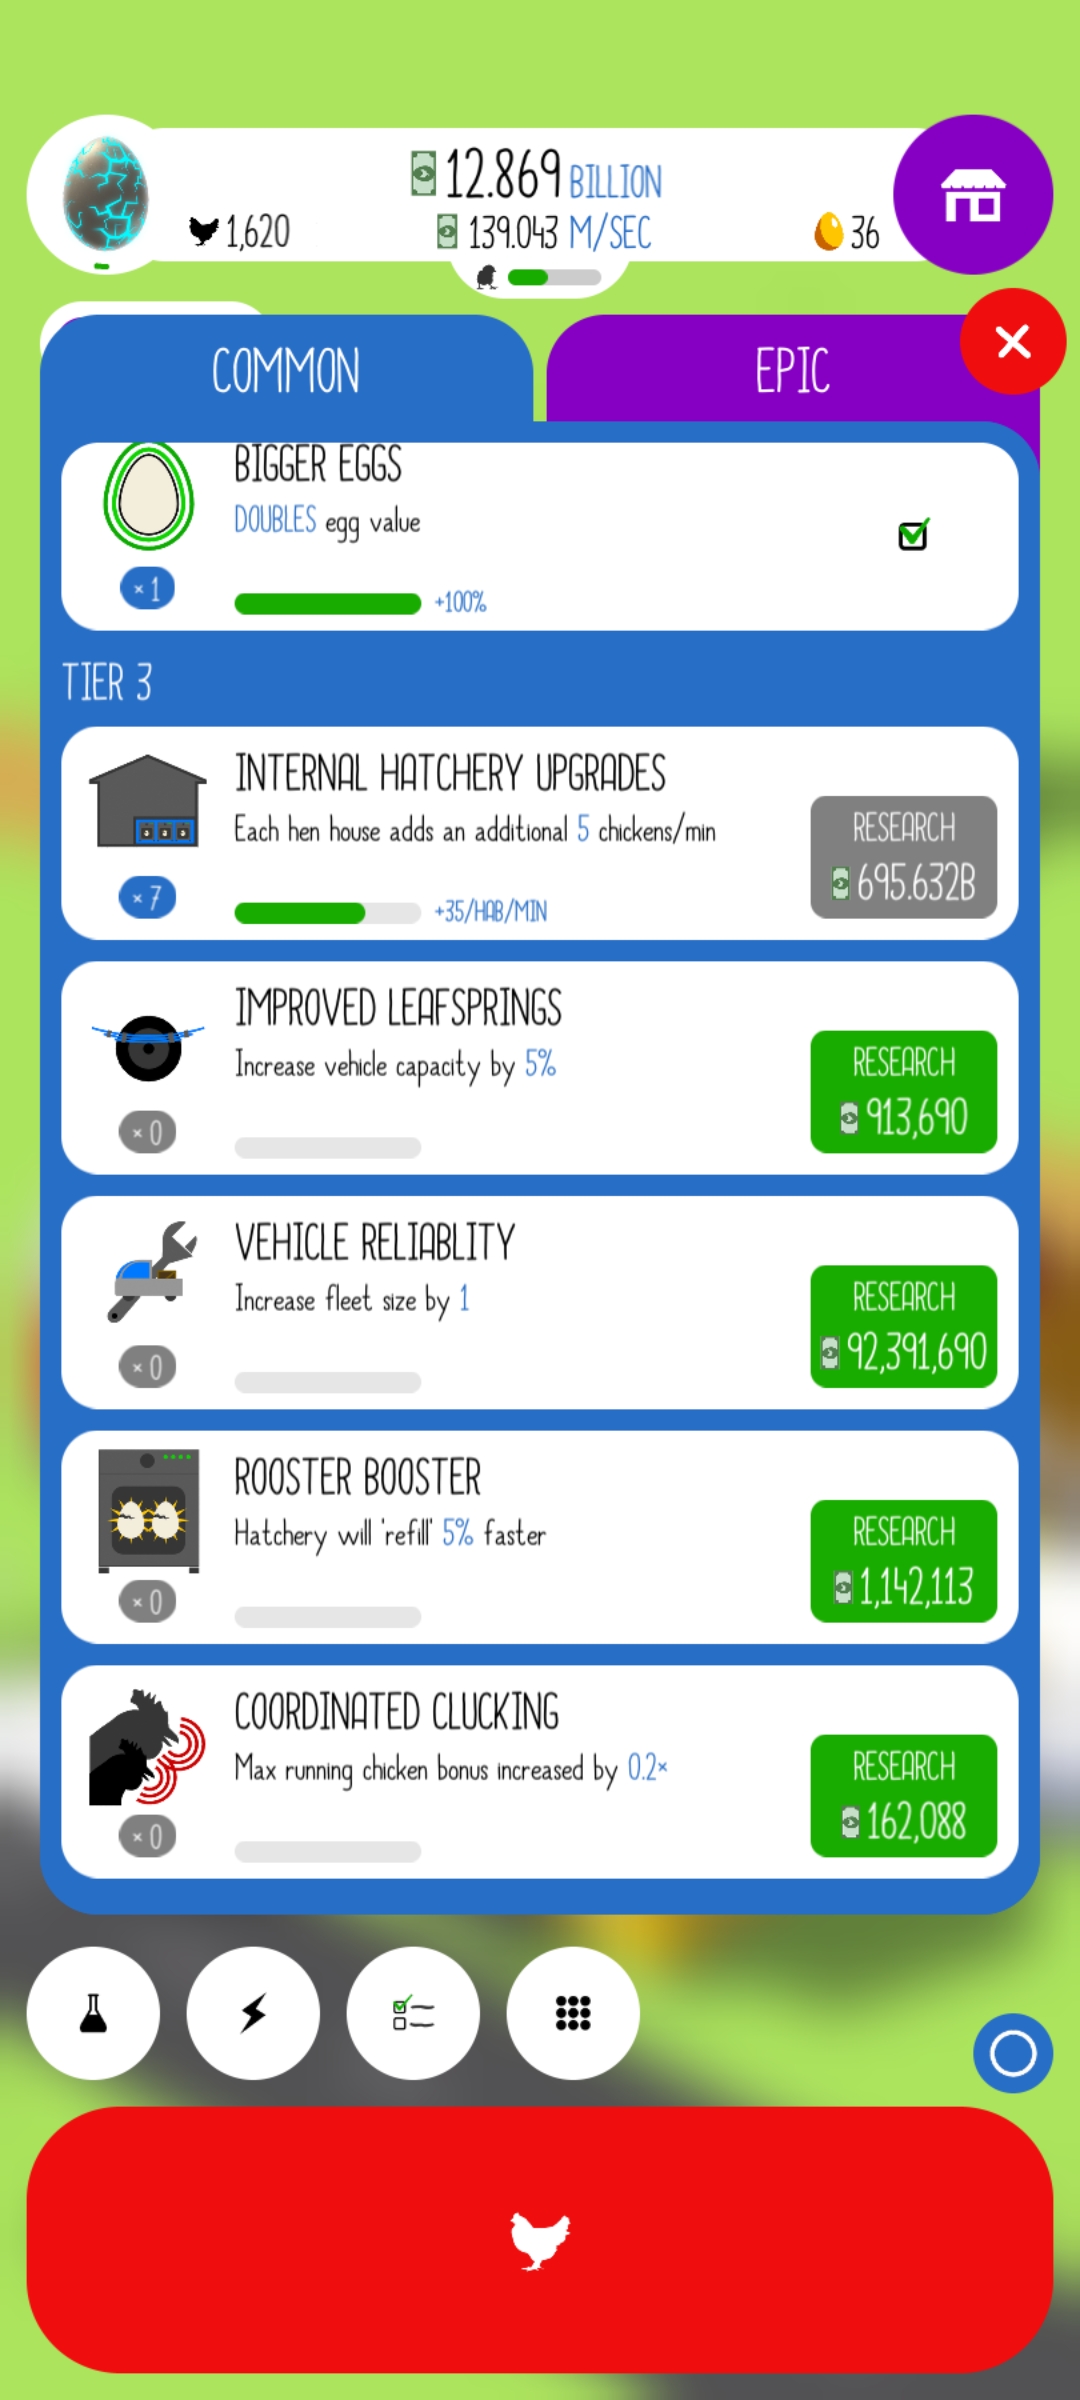 12.869 BILLION
1,620
139.043 M/SEC
36
COMMON
EPIC
BIGGER EGGS
DOUBLES egg value
× 1
+100%
TIER 3
INTERNAL HATCHERY UPGRADES
Each hen house adds an additional 5 chickens/min
RESEARCH
695.632B
× 7
+35/HAB/MIN
IMPROVED LEAFSPRINGS
Increase vehicle capacity by 5%
RESEARCH
913,690
× 0
VEHICLE RELIABLITY
Increase fleet size by 1
RESEARCH
92,391,690
× 0
ROOSTER BOOSTER
Hatchery will 'refill' 5% faster
RESEARCH
1,142,113
× 0
COORDINATED CLUCKING
Max running chicken bonus increased by 0.2×
RESEARCH
162,088
× 0